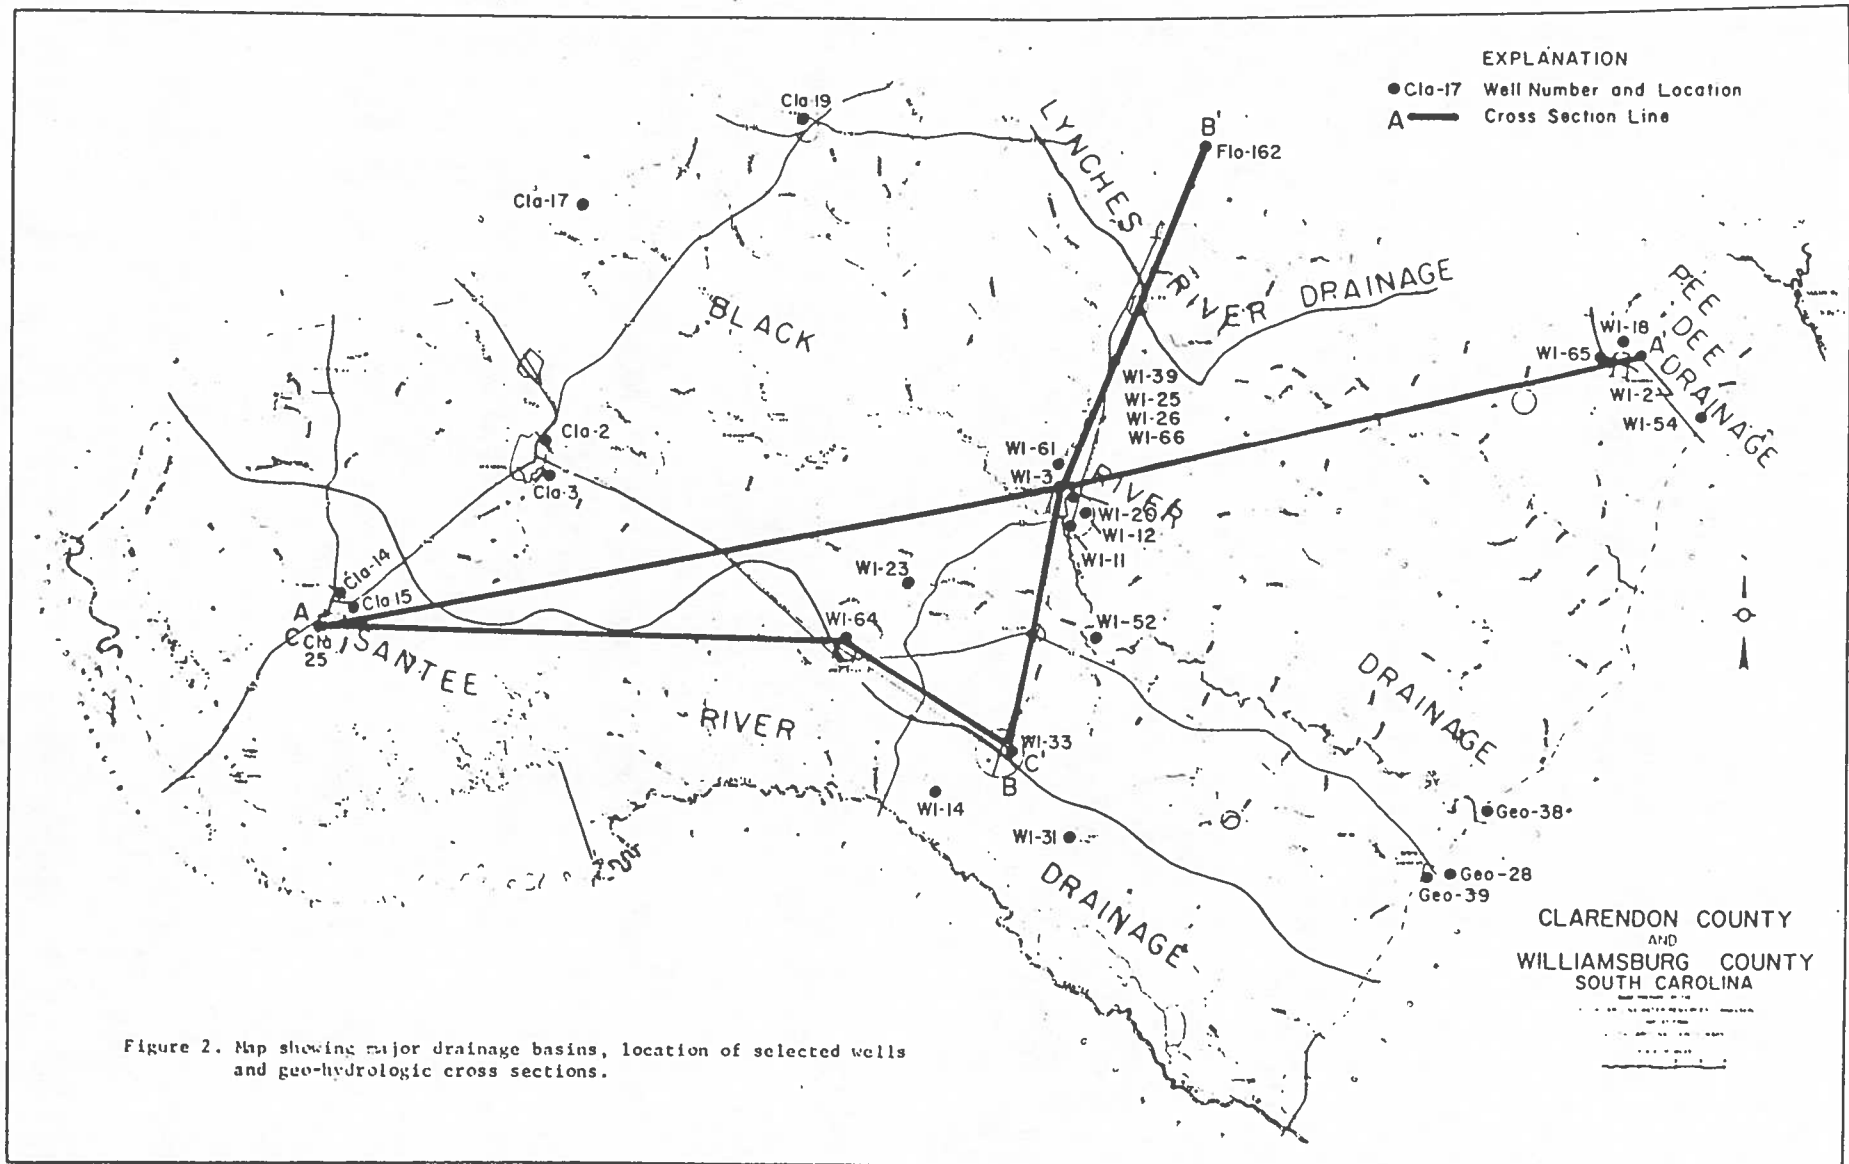 EXPLANATION
Cla-17 Well Number and Location
A Cross Section Line
Cla-19
B'
Flo-162
Cla-17
LYNCHES RIVER DRAINAGE
BLACK
RIVER
DRAINAGE
PEE DEE DRAINAGE
WI-18
WI-65
A'
WI-2
WI-54
WI-39
WI-25
WI-26
WI-66
Cla-2
Cla-3
WI-61
WI-3
WI-20
WI-12
WI-11
Cla-14
Cla 15
WI-23
A
C
Cla
25
WI-64
WI-52
SANTEE
RIVER
DRAINAGE
WI-33
C'
B
WI-14
WI-31
Geo-38
Geo-28
Geo-39
CLARENDON COUNTY
AND
WILLIAMSBURG COUNTY
SOUTH CAROLINA
Figure 2. Map showing major drainage basins, location of selected wells
and geo-hydrologic cross sections.